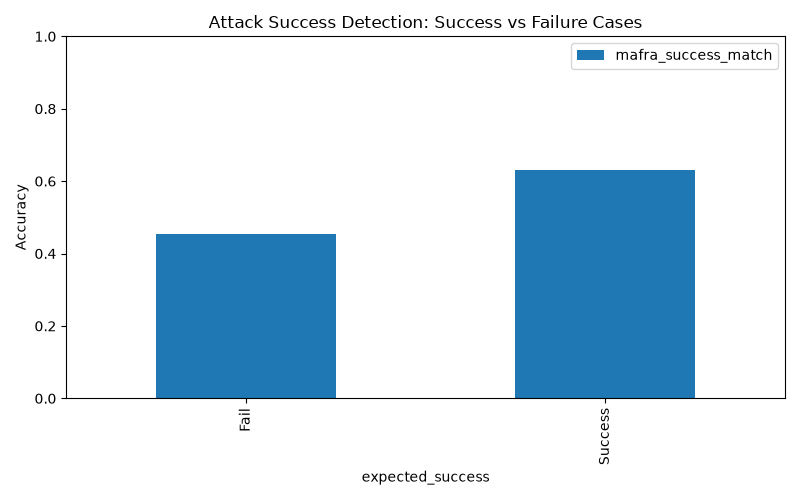 Attack Success Detection: Success vs Failure Cases
mafra_success_match
1.0
0.8
0.6
0.4
0.2
0.0
Accuracy
Fail
Success
expected_success